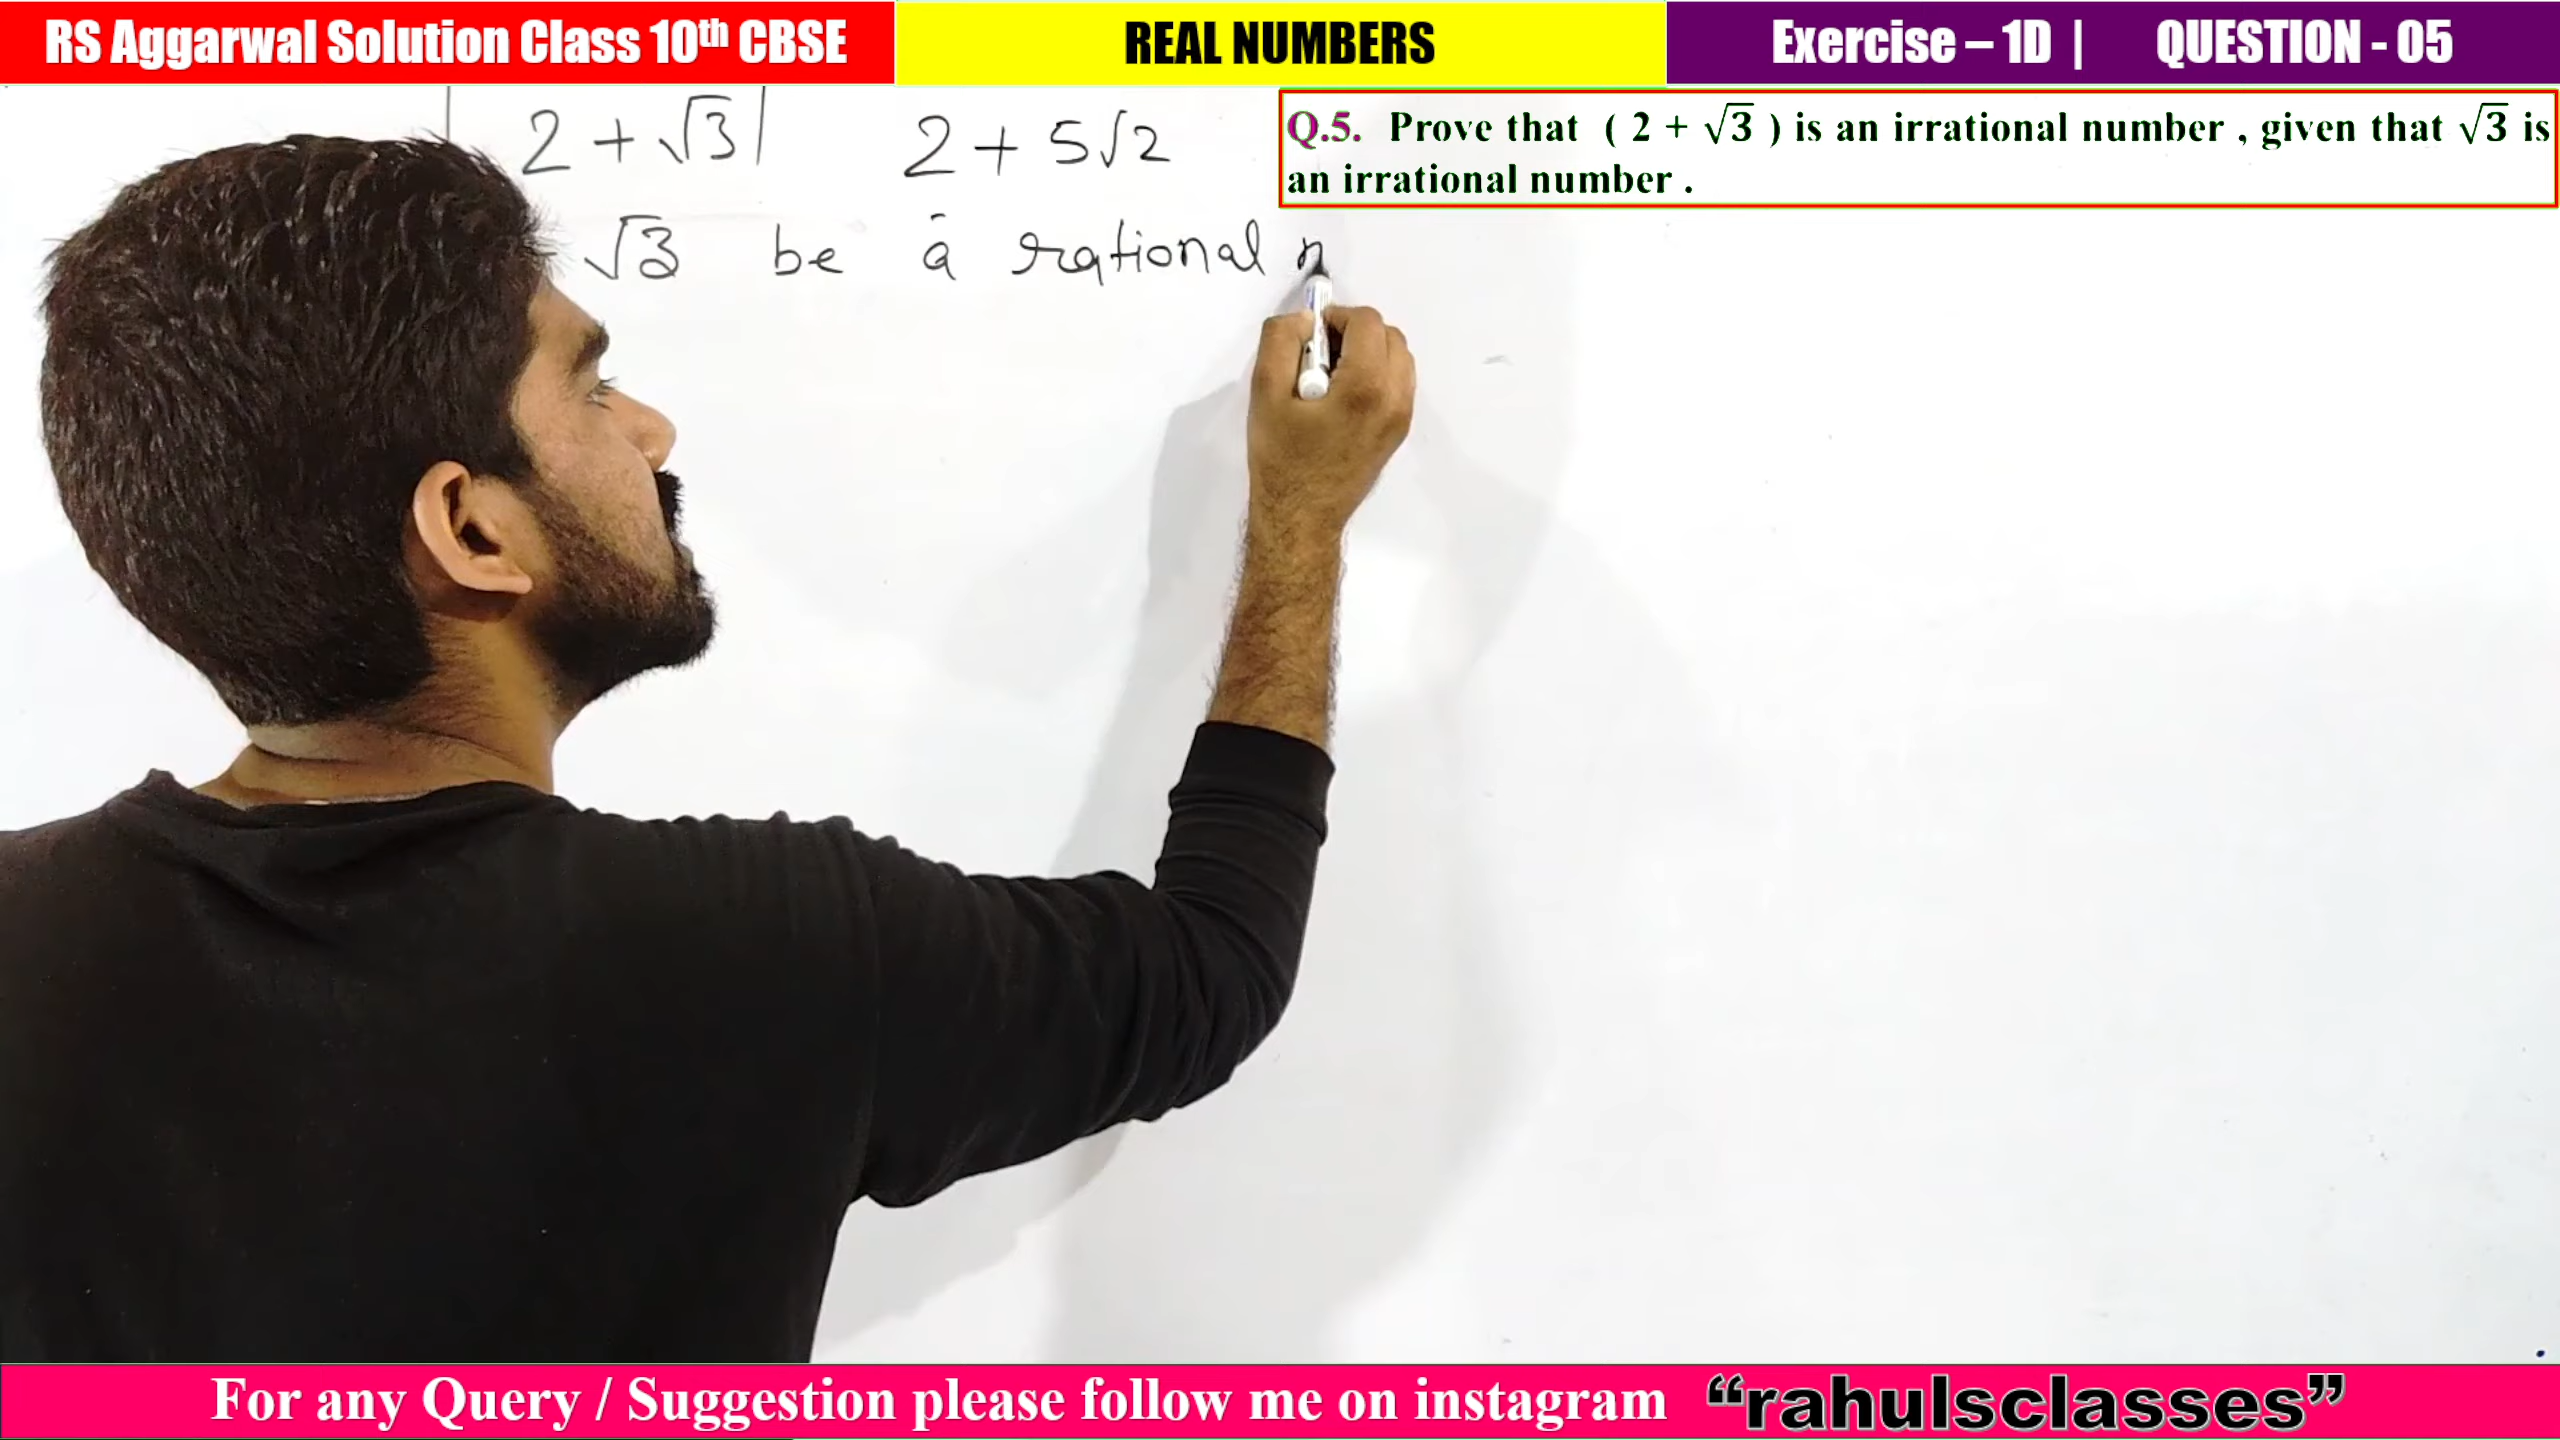 RS Aggarwal Solution Class 10th CBSE
REAL NUMBERS
Exercise – 1D | QUESTION - 05
Q.5. Prove that ( 2 + √3 ) is an irrational number , given that √3 is
an irrational number .
2 + √3 2 + 5√2
√3 be a rational n
For any Query / Suggestion please follow me on instagram “rahulsclasses”